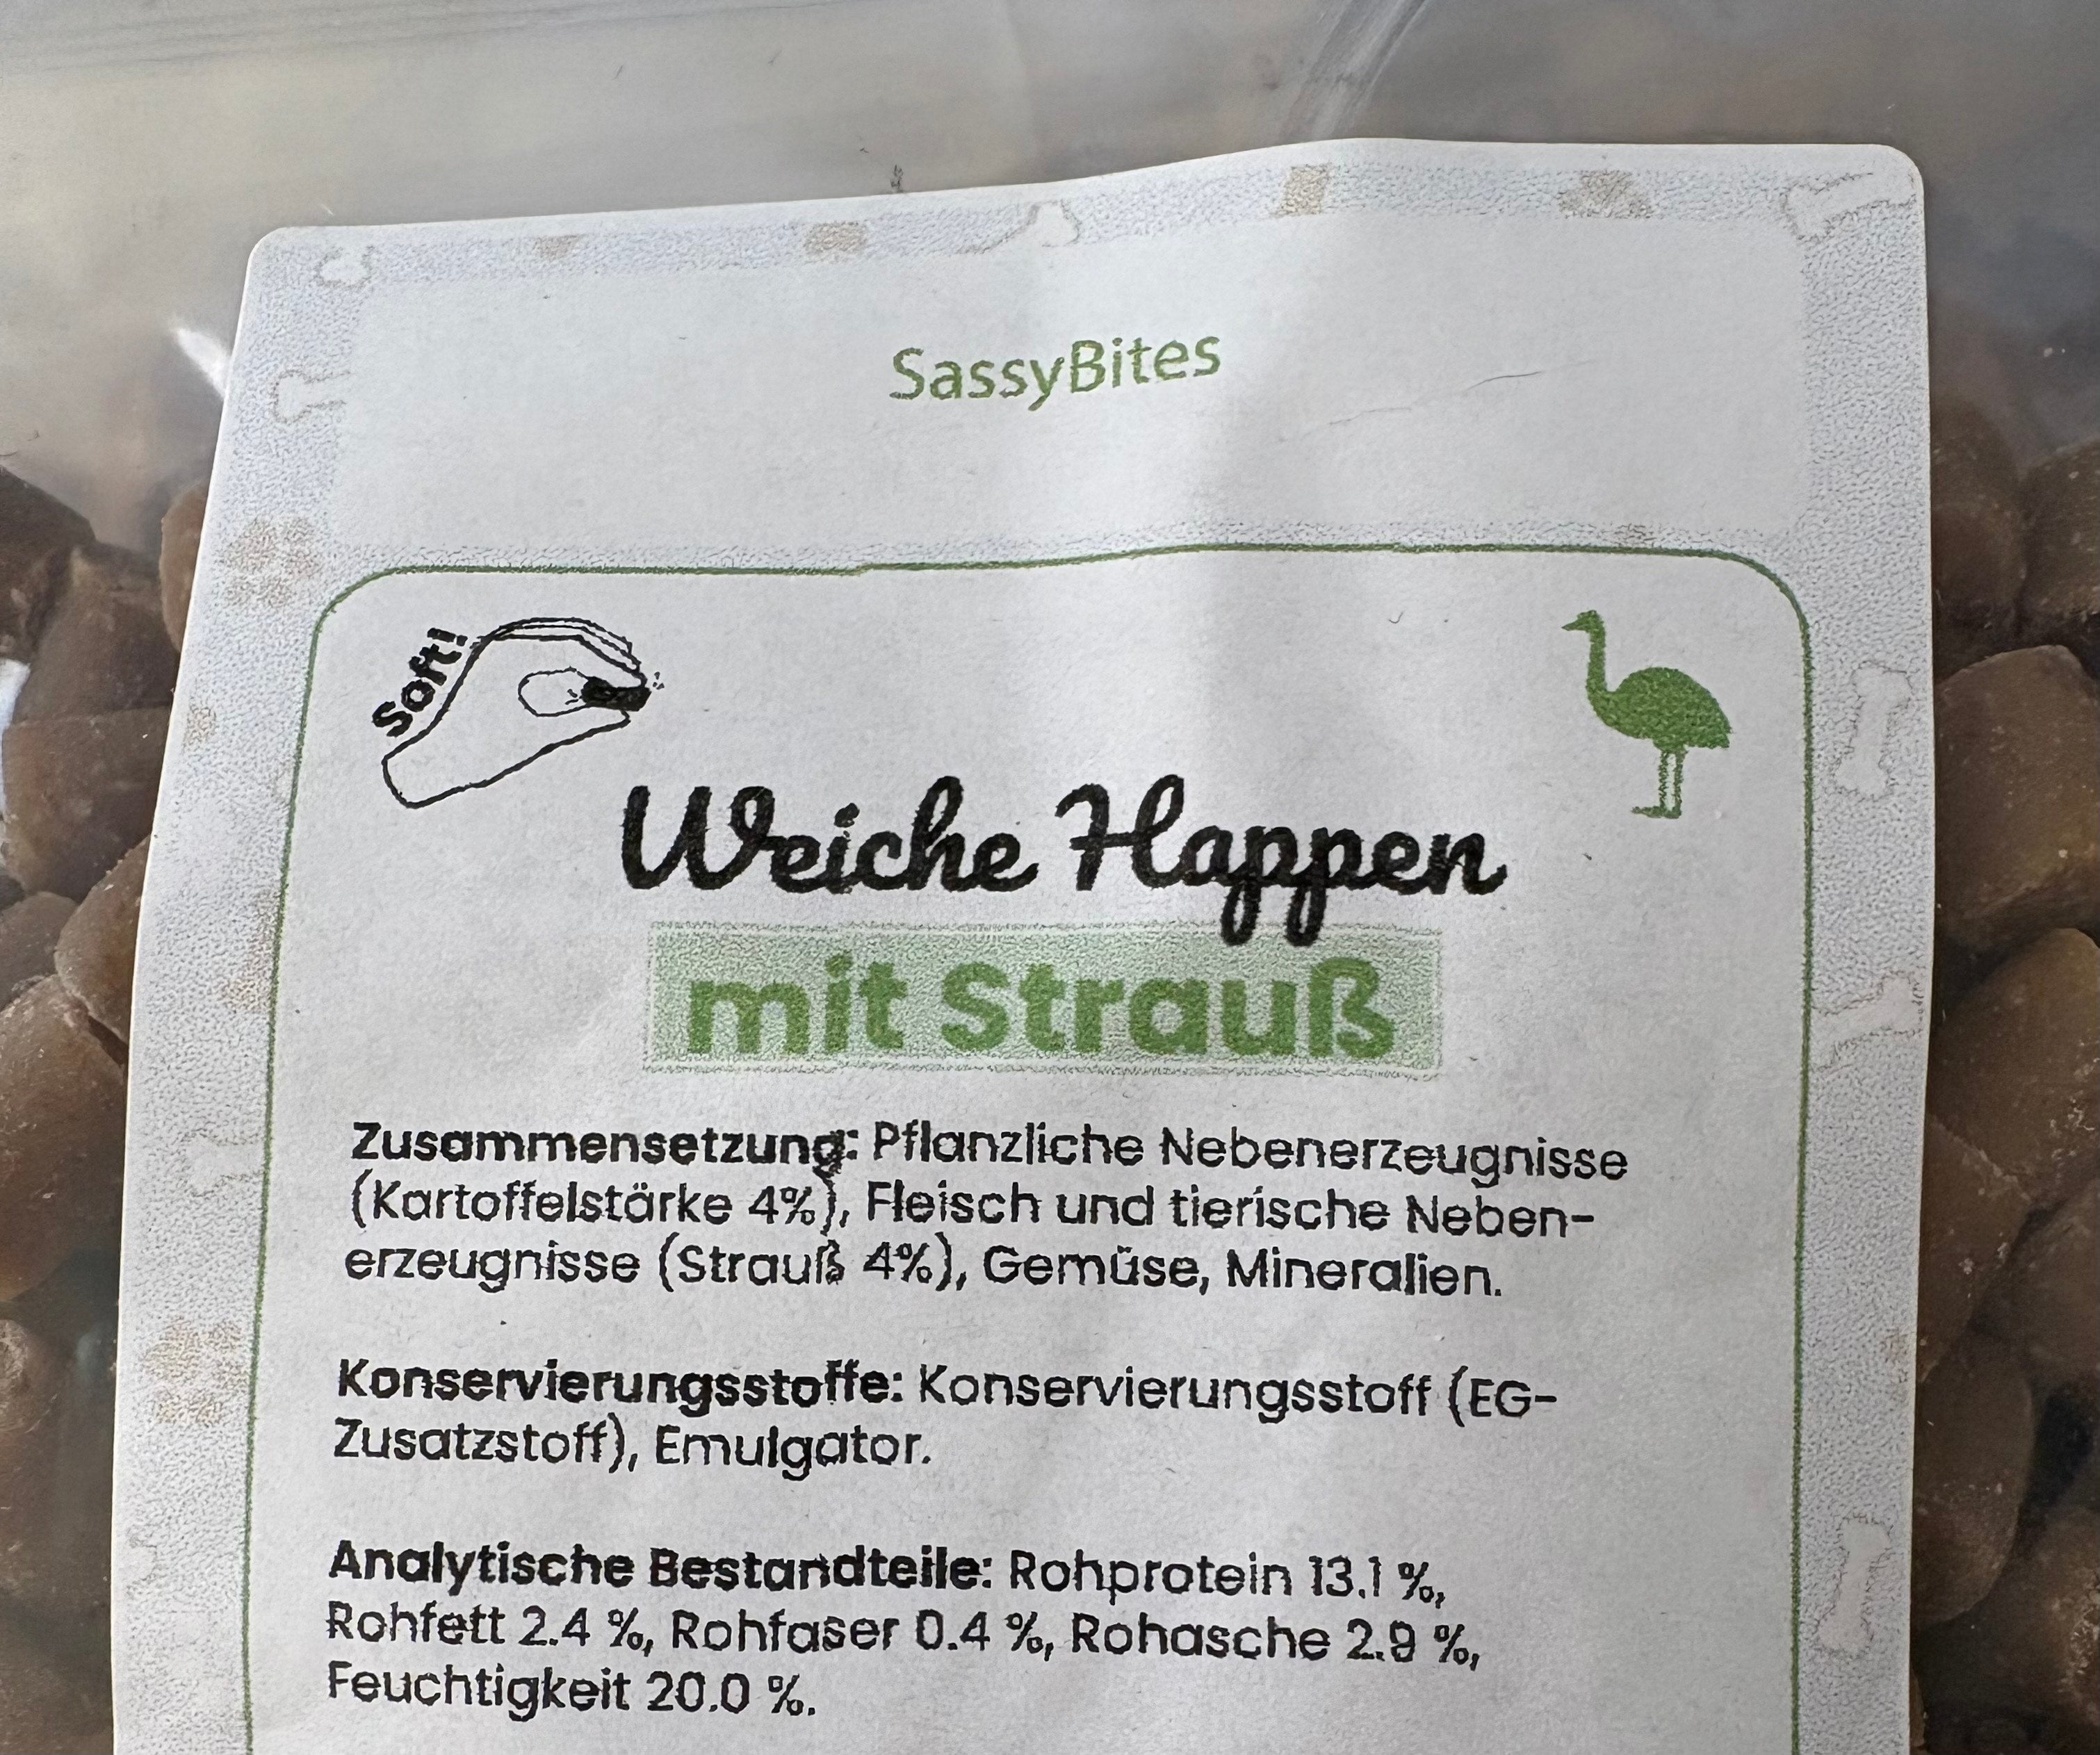 SassyBites
Soft!
Weiche Happen
mit Strauß
Zusammensetzung: Pflanzliche Nebenerzeugnisse
(Kartoffelstärke 4%), Fleisch und tierische Neben-
erzeugnisse (Strauß 4%), Gemüse, Mineralien.
Konservierungsstoffe: Konservierungsstoff (EG-
Zusatzstoff), Emulgator.
Analytische Bestandteile: Rohprotein 13.1 %,
Rohfett 2.4 %, Rohfaser 0.4 %, Rohasche 2.9 %,
Feuchtigkeit 20.0 %.